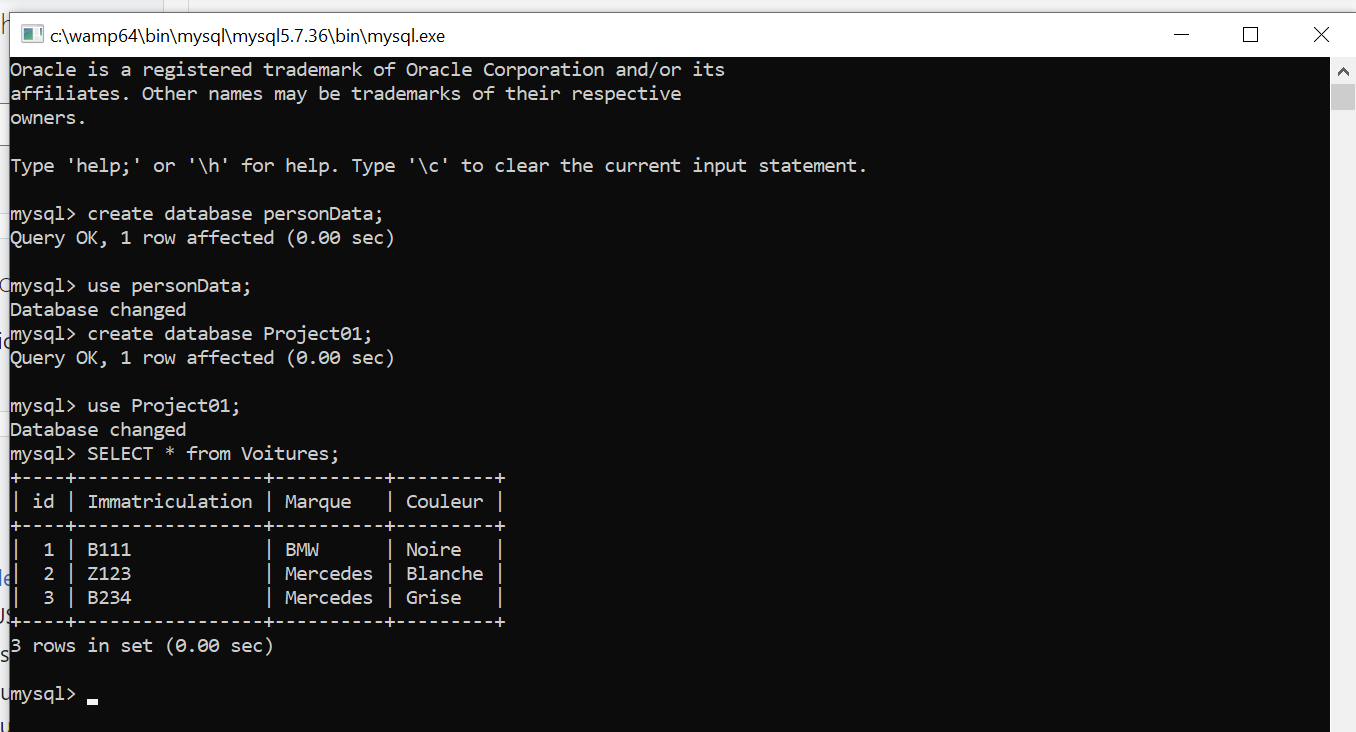 c:\wamp64\bin\mysql\mysql5.7.36\bin\mysql.exe
Oracle is a registered trademark of Oracle Corporation and/or its
affiliates. Other names may be trademarks of their respective
owners.
Type 'help;' or '\h' for help. Type '\c' to clear the current input statement.
mysql> create database personData;
Query OK, 1 row affected (0.00 sec)
mysql> use personData;
Database changed
mysql> create database Project01;
Query OK, 1 row affected (0.00 sec)
mysql> use Project01;
Database changed
mysql> SELECT * from Voitures;
+----+-----------------+----------+---------+
| id | Immatriculation | Marque   | Couleur |
+----+-----------------+----------+---------+
|  1 | B111            | BMW      | Noire   |
|  2 | Z123            | Mercedes | Blanche |
|  3 | B234            | Mercedes | Grise   |
+----+-----------------+----------+---------+
3 rows in set (0.00 sec)
mysql>